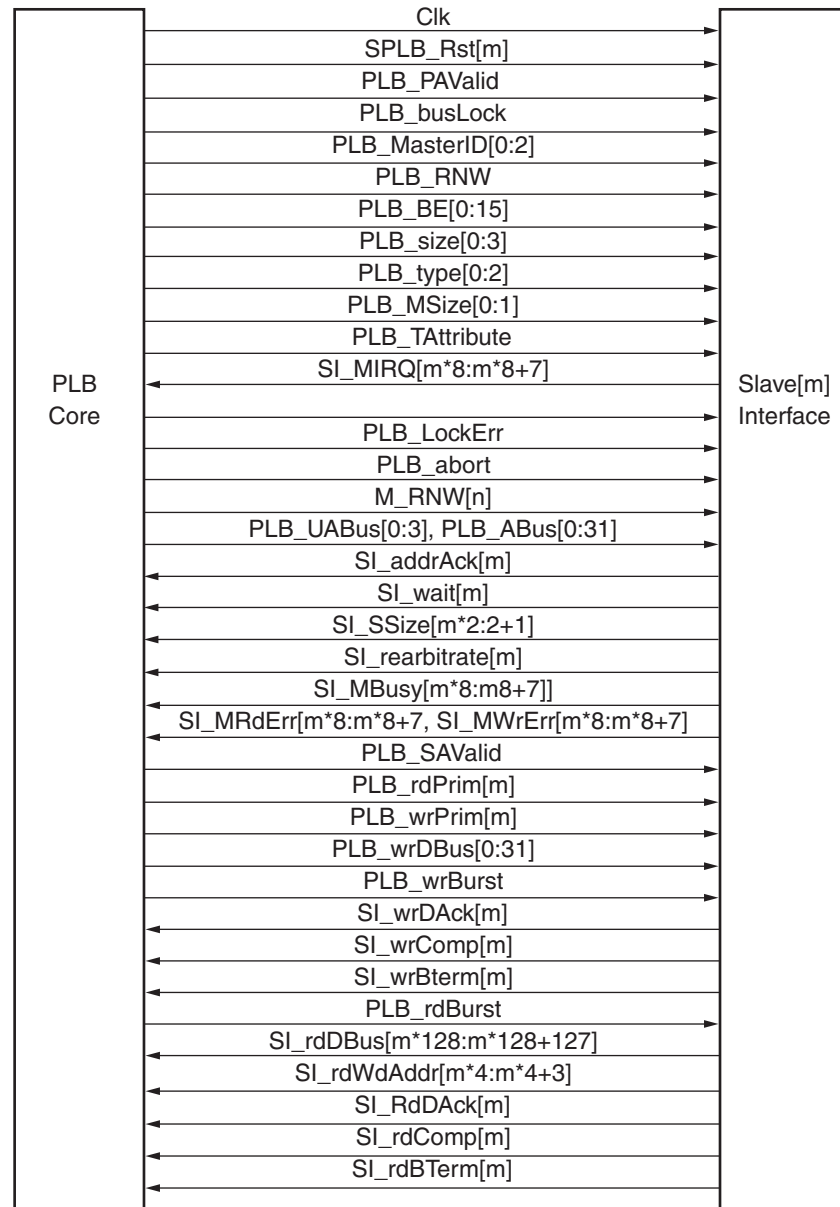 Clk
SPLB_Rst[m]
PLB_PAValid
PLB_busLock
PLB_MasterID[0:2]
PLB_RNW
PLB_BE[0:15]
PLB_size[0:3]
PLB_type[0:2]
PLB_MSize[0:1]
PLB_TAttribute
SI_MIRQ[m*8:m*8+7]
PLB
Core
Slave[m]
Interface
PLB_LockErr
PLB_abort
M_RNW[n]
PLB_UABus[0:3], PLB_ABus[0:31]
SI_addrAck[m]
SI_wait[m]
SI_SSize[m*2:2+1]
SI_rearbitrate[m]
SI_MBusy[m*8:m8+7]]
SI_MRdErr[m*8:m*8+7, SI_MWrErr[m*8:m*8+7]
PLB_SAValid
PLB_rdPrim[m]
PLB_wrPrim[m]
PLB_wrDBus[0:31]
PLB_wrBurst
SI_wrDAck[m]
SI_wrComp[m]
SI_wrBterm[m]
PLB_rdBurst
SI_rdDBus[m*128:m*128+127]
SI_rdWdAddr[m*4:m*4+3]
SI_RdDAck[m]
SI_rdComp[m]
SI_rdBTerm[m]